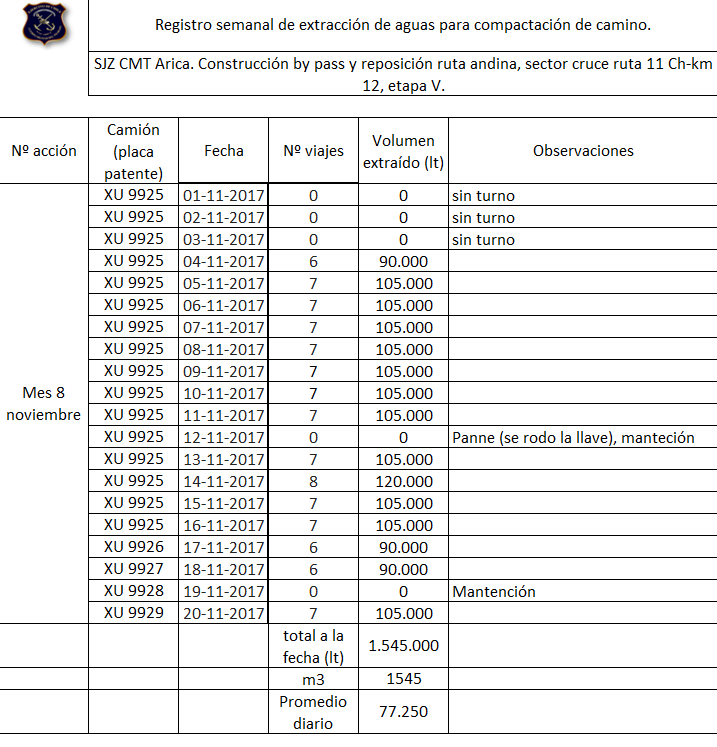 Registro semanal de extracción de aguas para compactación de camino.
SJZ CMT Arica. Construcción by pass y reposición ruta andina, sector cruce ruta 11 Ch-km
12, etapa V.
Nº acción Camión (placa patente) Fecha Nº viajes Volumen extraído (lt) Observaciones
Mes 8 noviembre
XU 9925 01-11-2017 0 0 sin turno
XU 9925 02-11-2017 0 0 sin turno
XU 9925 03-11-2017 0 0 sin turno
XU 9925 04-11-2017 6 90.000
XU 9925 05-11-2017 7 105.000
XU 9925 06-11-2017 7 105.000
XU 9925 07-11-2017 7 105.000
XU 9925 08-11-2017 7 105.000
XU 9925 09-11-2017 7 105.000
XU 9925 10-11-2017 7 105.000
XU 9925 11-11-2017 7 105.000
XU 9925 12-11-2017 0 0 Panne (se rodo la llave), manteción
XU 9925 13-11-2017 7 105.000
XU 9925 14-11-2017 8 120.000
XU 9925 15-11-2017 7 105.000
XU 9925 16-11-2017 7 105.000
XU 9926 17-11-2017 6 90.000
XU 9927 18-11-2017 6 90.000
XU 9928 19-11-2017 0 0 Mantención
XU 9929 20-11-2017 7 105.000
total a la fecha (lt) 1.545.000
m3 1545
Promedio diario 77.250